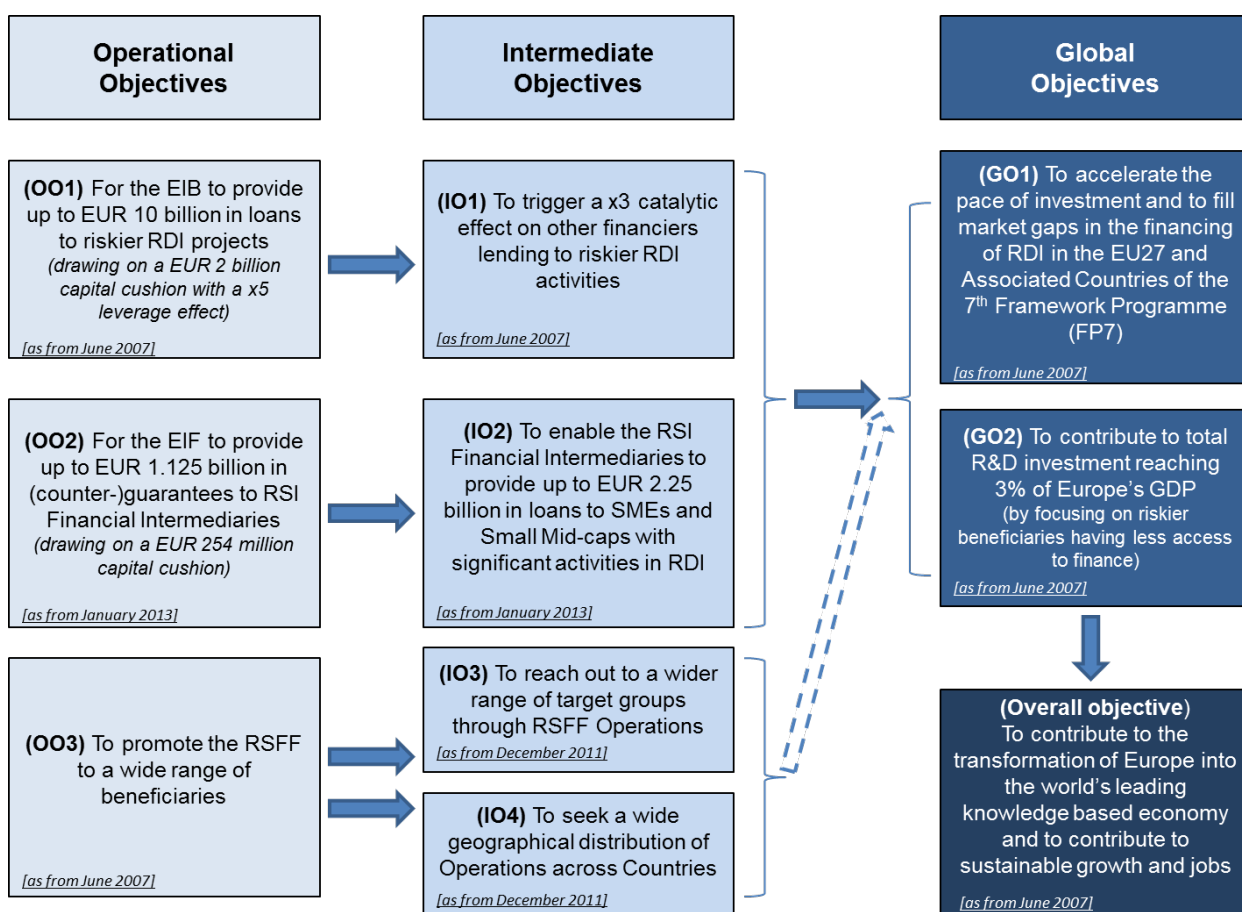 Operational
Objectives
Intermediate
Objectives
Global
Objectives
(OO1) For the EIB to provide
up to EUR 10 billion in loans
to riskier RDI projects
(drawing on a EUR 2 billion
capital cushion with a x5
leverage effect)
[as from June 2007]
(IO1) To trigger a x3 catalytic
effect on other financiers
lending to riskier RDI
activities
[as from June 2007]
(GO1) To accelerate the
pace of investment and to fill
market gaps in the financing
of RDI in the EU27 and
Associated Countries of the
7th Framework Programme
(FP7)
[as from June 2007]
(OO2) For the EIF to provide
up to EUR 1.125 billion in
(counter-)guarantees to RSI
Financial Intermediaries
(drawing on a EUR 254 million
capital cushion)
[as from January 2013]
(IO2) To enable the RSI
Financial Intermediaries to
provide up to EUR 2.25
billion in loans to SMEs and
Small Mid-caps with
significant activities in RDI
[as from January 2013]
(GO2) To contribute to total
R&D investment reaching
3% of Europe's GDP
(by focusing on riskier
beneficiaries having less access
to finance)
[as from June 2007]
(OO3) To promote the RSFF
to a wide range of
beneficiaries
[as from June 2007]
(IO3) To reach out to a wider
range of target groups
through RSFF Operations
[as from December 2011]
(IO4) To seek a wide
geographical distribution of
Operations across Countries
[as from December 2011]
(Overall objective)
To contribute to the
transformation of Europe into
the world's leading
knowledge based economy
and to contribute to
sustainable growth and jobs
[as from June 2007]